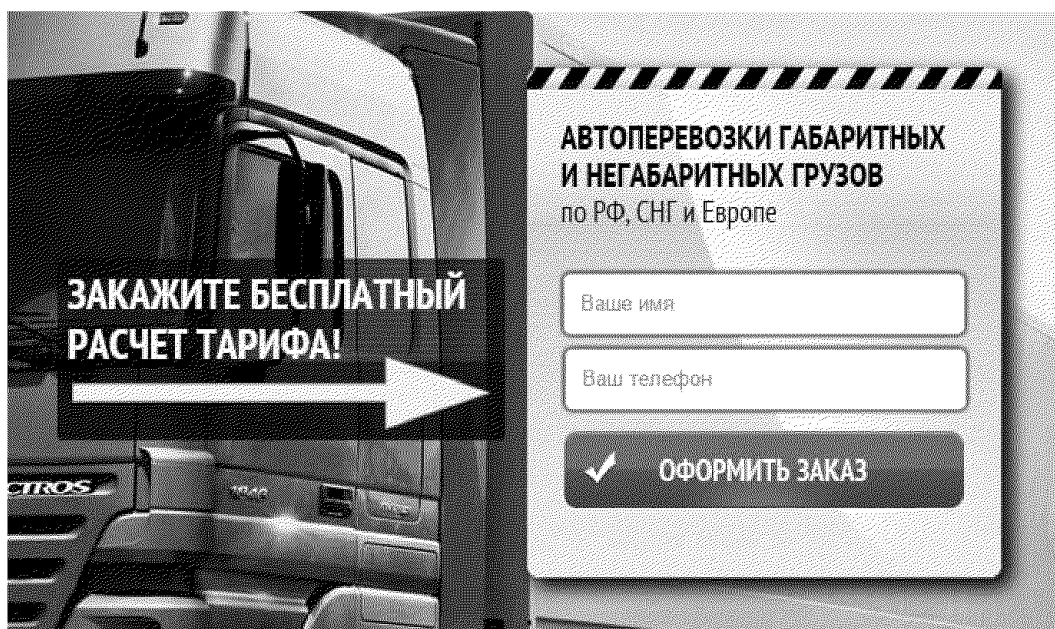 АВТОПЕРЕВОЗКИ ГАБАРИТНЫХ
И НЕГАБАРИТНЫХ ГРУЗОВ
по РФ, СНГ и Европе
ЗАКАЖИТЕ БЕСПЛАТНЫЙ
РАСЧЕТ ТАРИФА!
Ваше имя
Ваш телефон
ОФОРМИТЬ ЗАКАЗ
CTROS